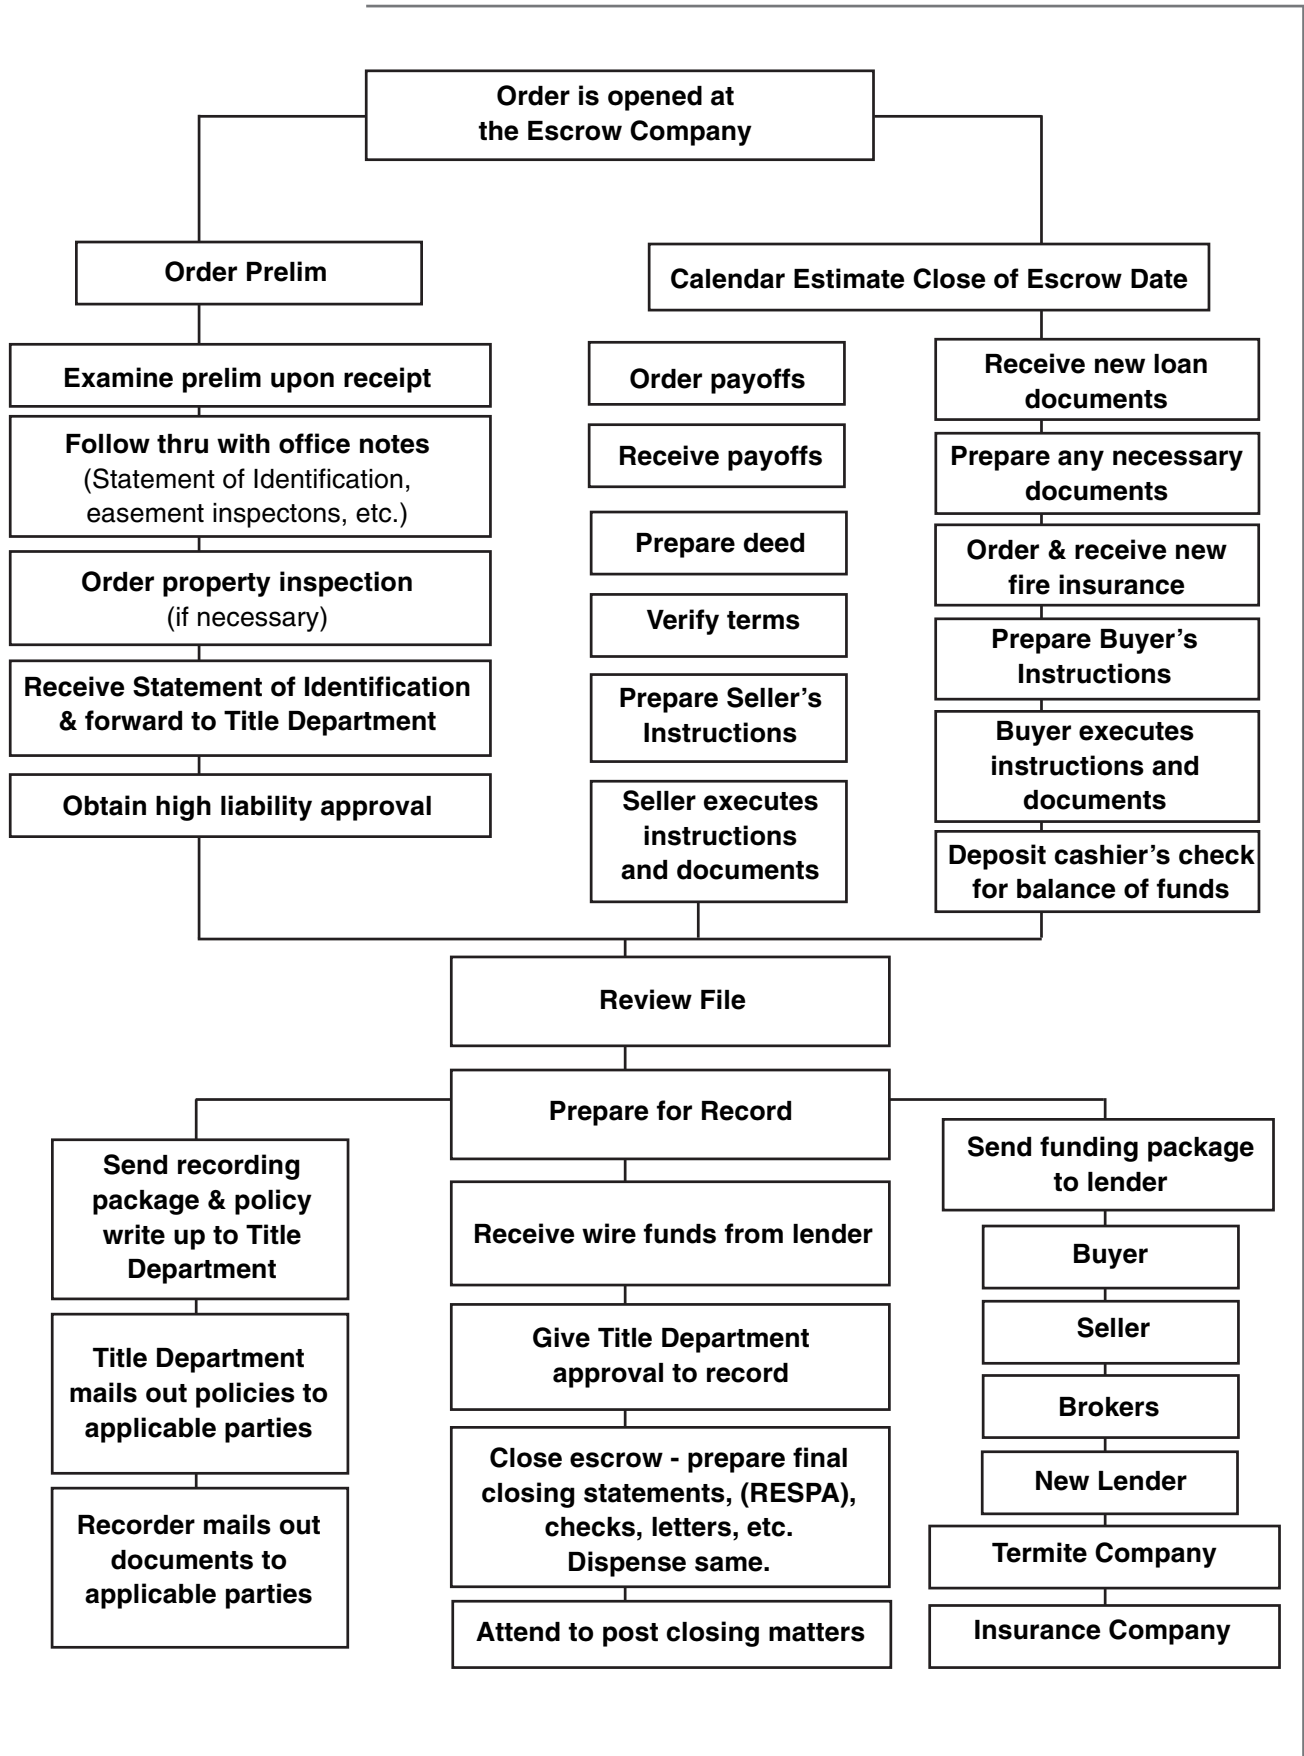 Order is opened at
the Escrow Company
Order Prelim
Calendar Estimate Close of Escrow Date
Examine prelim upon receipt
Follow thru with office notes
(Statement of Identification,
easement inspectons, etc.)
Order property inspection
(if necessary)
Receive Statement of Identification
& forward to Title Department
Obtain high liability approval
Order payoffs
Receive payoffs
Prepare deed
Verify terms
Prepare Seller’s
Instructions
Seller executes
instructions
and documents
Receive new loan
documents
Prepare any necessary
documents
Order & receive new
fire insurance
Prepare Buyer’s
Instructions
Buyer executes
instructions and
documents
Deposit cashier’s check
for balance of funds
Review File
Prepare for Record
Send recording
package & policy
write up to Title
Department
Title Department
mails out policies to
applicable parties
Recorder mails out
documents to
applicable parties
Receive wire funds from lender
Give Title Department
approval to record
Close escrow - prepare final
closing statements, (RESPA),
checks, letters, etc.
Dispense same.
Attend to post closing matters
Send funding package
to lender
Buyer
Seller
Brokers
New Lender
Termite Company
Insurance Company